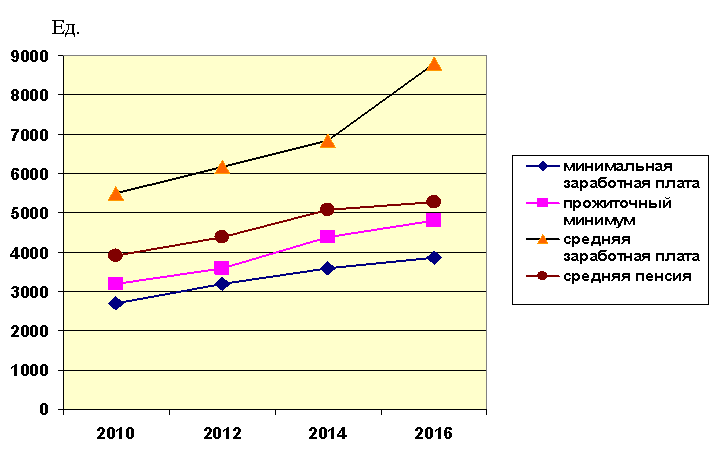 Ед.
9000
8000
7000
6000
5000
4000
3000
2000
1000
0
2010 2012 2014 2016
минимальная
заработная плата
прожиточный
минимум
средняя
заработная плата
средняя пенсия